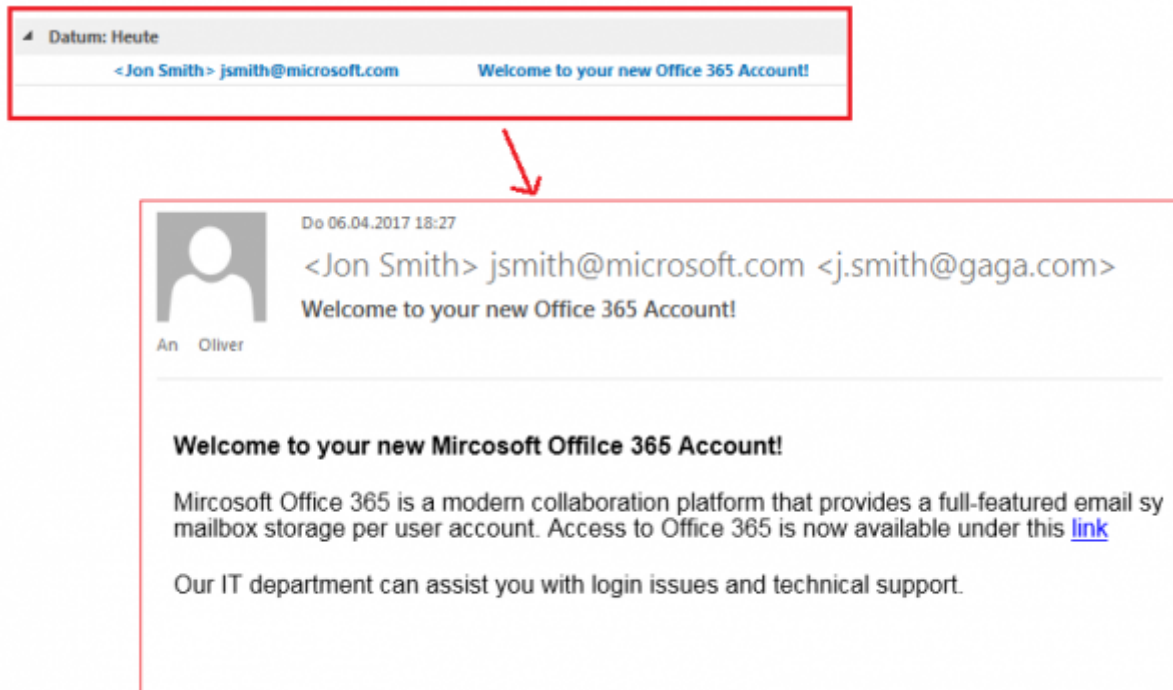 Datum: Heute
<Jon Smith> jsmith@microsoft.com Welcome to your new Office 365 Account!
Do 06.04.2017 18:27
<Jon Smith> jsmith@microsoft.com <j.smith@gaga.com>
Welcome to your new Office 365 Account!
An Oliver
Welcome to your new Mircosoft Offilce 365 Account!
Mircosoft Office 365 is a modern collaboration platform that provides a full-featured email sy
mailbox storage per user account. Access to Office 365 is now available under this link
Our IT department can assist you with login issues and technical support.